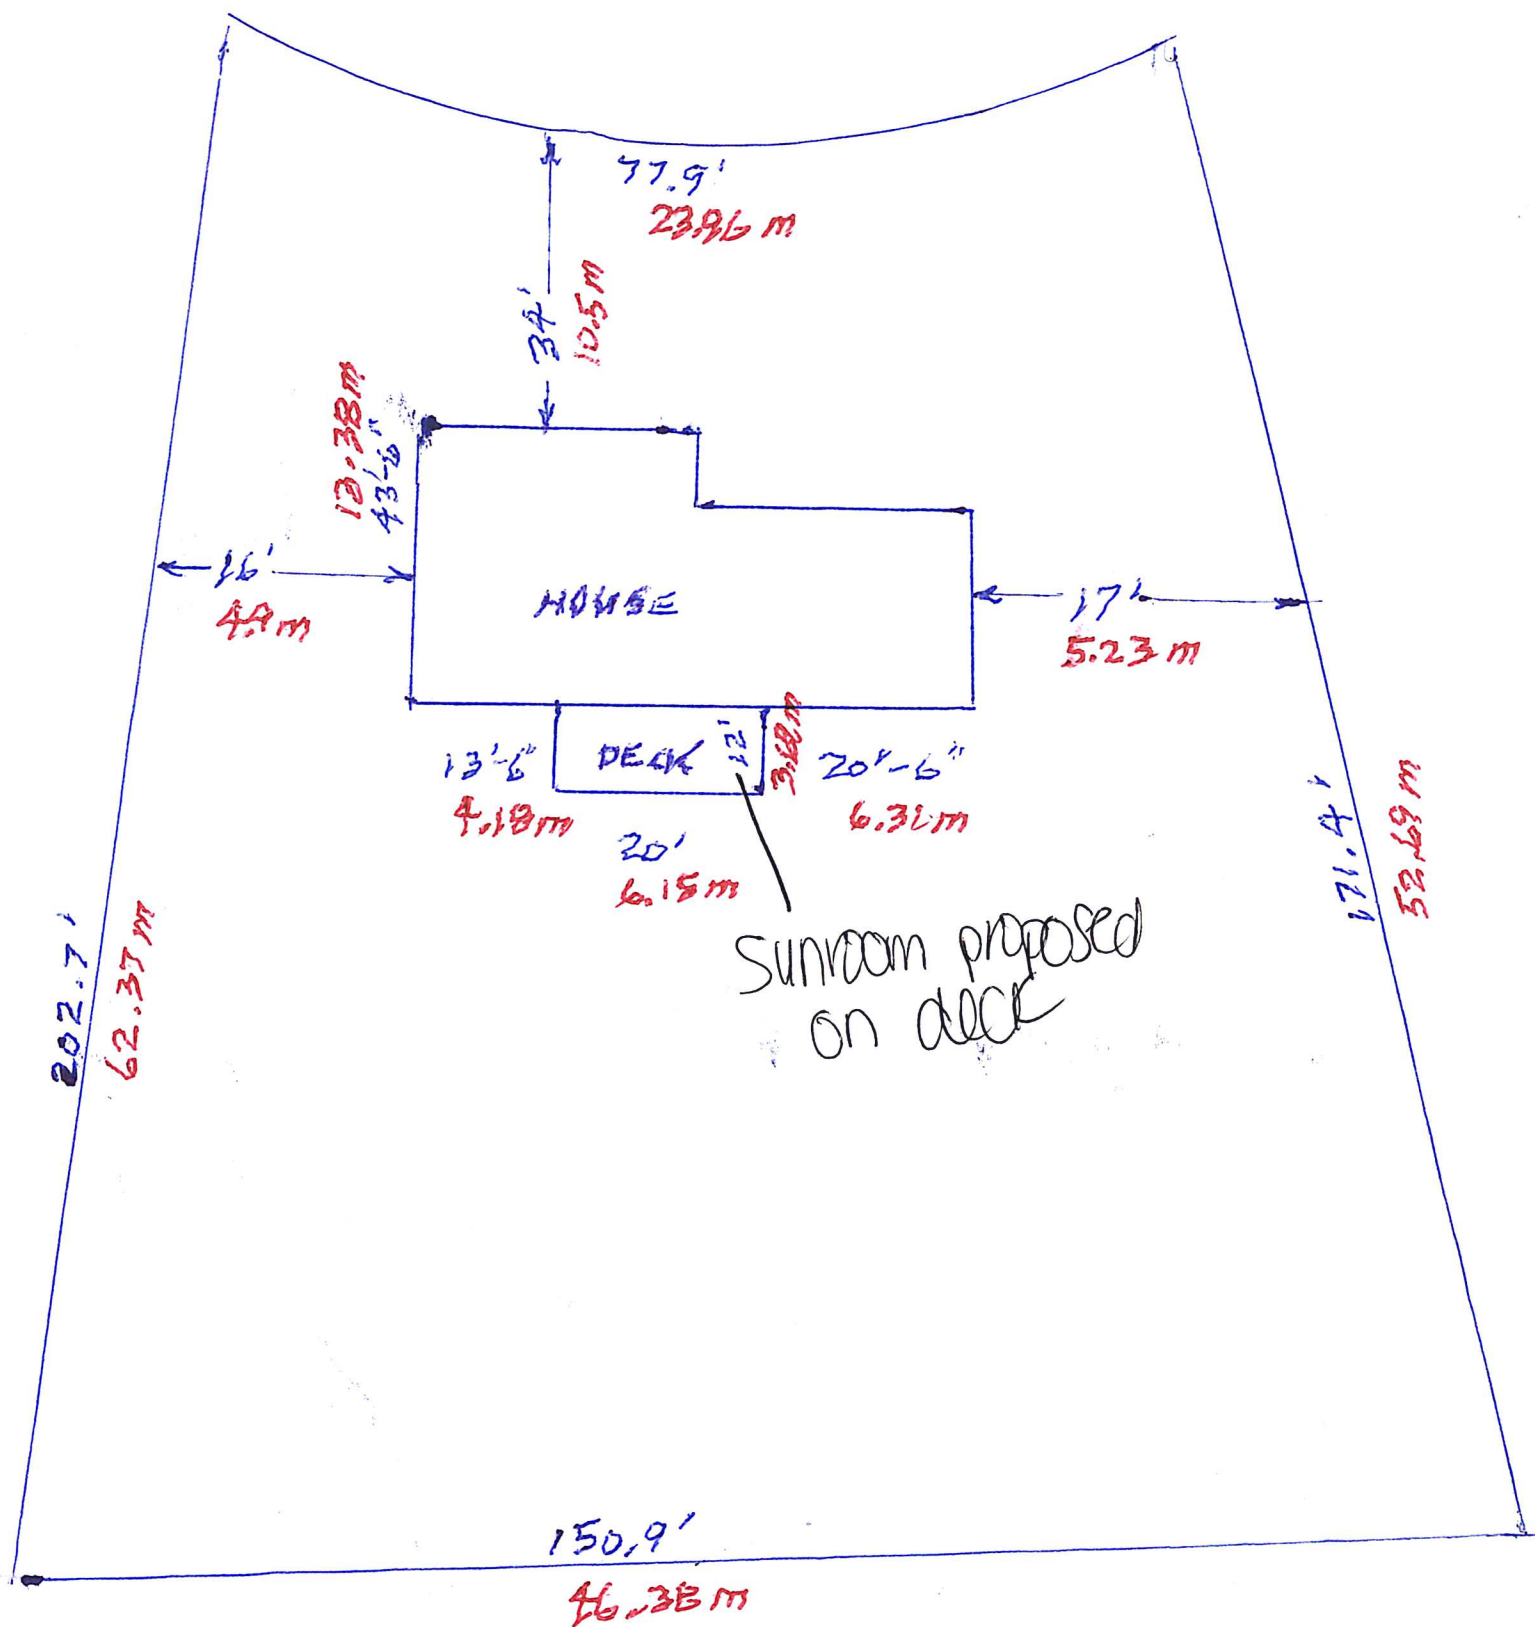 77.9'
23.96 m
34'
10.5m
13.38m
43'-6"
16'
4.9m
HOUSE
17'
5.23 m
13'-6"
4.18m
DECK
12'
3.68m
20'-6"
6.31m
20'
6.15m
Sunroom proposed
on deck
202.7'
62.37 m
171.4'
52.69 m
150.9'
46.38 m